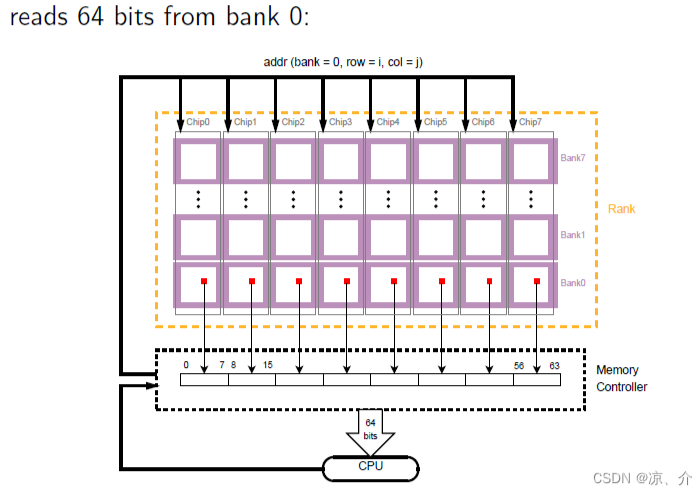 reads 64 bits from bank 0:
addr (bank = 0, row = i, col = j)
Chip0 Chip1 Chip2 Chip3 Chip4 Chip5 Chip6 Chip7
Bank7
Rank
Bank1
Bank0
0 7 8 15 56 63
Memory
Controller
64
bits
CPU
CSDN @凉、介